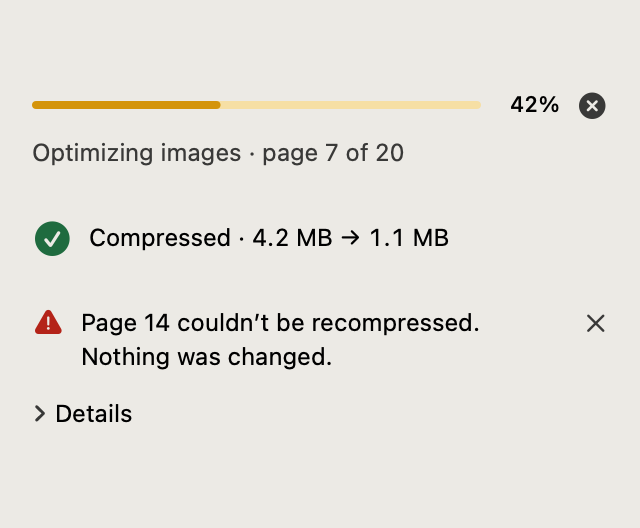 42%
Optimizing images · page 7 of 20
Compressed · 4.2 MB → 1.1 MB
Page 14 couldn’t be recompressed.
Nothing was changed.
Details